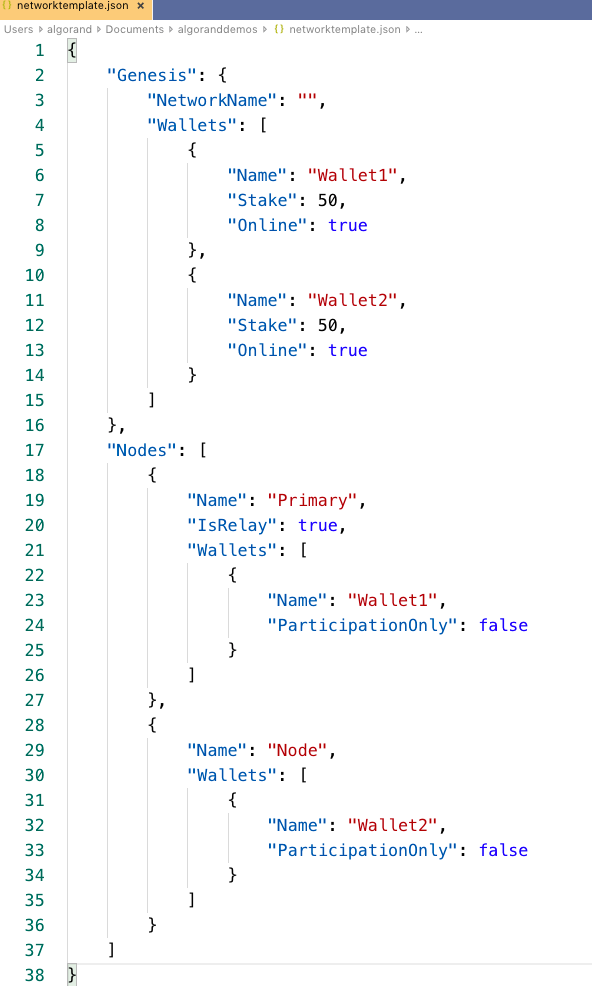 {} networktemplate.json ×
Users › algorand › Documents › algoranddemos › {} networktemplate.json › ...
1 {
2     "Genesis": {
3         "NetworkName": "",
4         "Wallets": [
5             {
6                 "Name": "Wallet1",
7                 "Stake": 50,
8                 "Online": true
9             },
10             {
11                 "Name": "Wallet2",
12                 "Stake": 50,
13                 "Online": true
14             }
15         ]
16     },
17     "Nodes": [
18         {
19             "Name": "Primary",
20             "IsRelay": true,
21             "Wallets": [
22                 {
23                     "Name": "Wallet1",
24                     "ParticipationOnly": false
25                 }
26             ]
27         },
28         {
29             "Name": "Node",
30             "Wallets": [
31                 {
32                     "Name": "Wallet2",
33                     "ParticipationOnly": false
34                 }
35             ]
36         }
37     ]
38 }